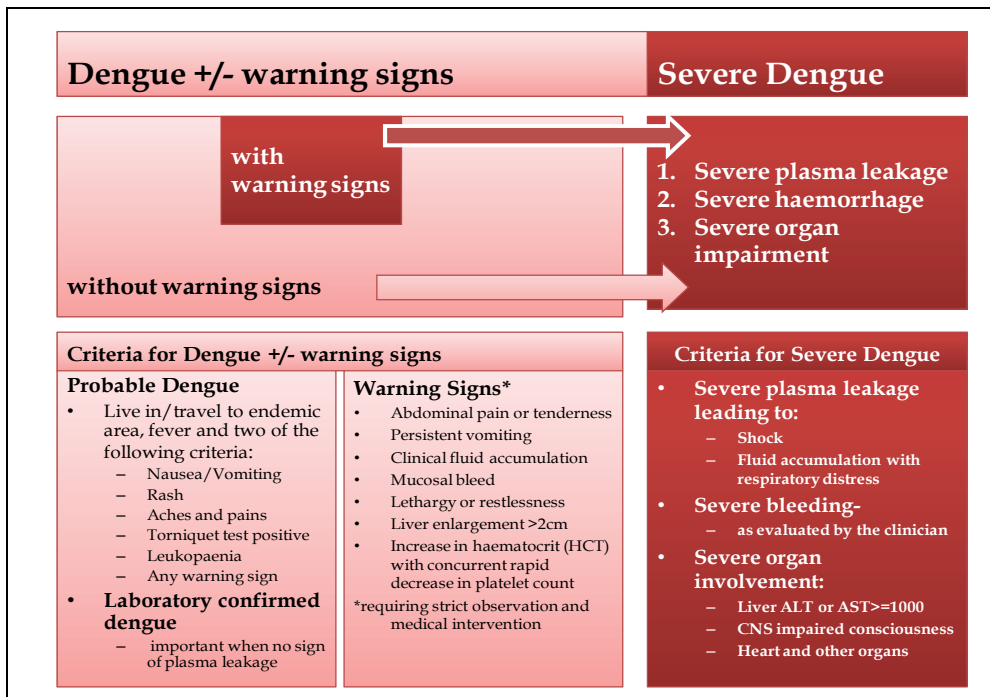 Dengue +/- warning signs
Severe Dengue
with
warning signs
without warning signs
1. Severe plasma leakage
2. Severe haemorrhage
3. Severe organ
impairment
Criteria for Dengue +/- warning signs
Probable Dengue
• Live in/travel to endemic
area, fever and two of the
following criteria:
– Nausea/Vomiting
– Rash
– Aches and pains
– Torniquet test positive
– Leukopaenia
– Any warning sign
• Laboratory confirmed
dengue
– important when no sign
of plasma leakage
Warning Signs*
• Abdominal pain or tenderness
• Persistent vomiting
• Clinical fluid accumulation
• Mucosal bleed
• Lethargy or restlessness
• Liver enlargement >2cm
• Increase in haematocrit (HCT)
with concurrent rapid
decrease in platelet count
*requiring strict observation and
medical intervention
Criteria for Severe Dengue
• Severe plasma leakage
leading to:
– Shock
– Fluid accumulation with
respiratory distress
• Severe bleeding-
– as evaluated by the clinician
• Severe organ
involvement:
– Liver ALT or AST>=1000
– CNS impaired consciousness
– Heart and other organs